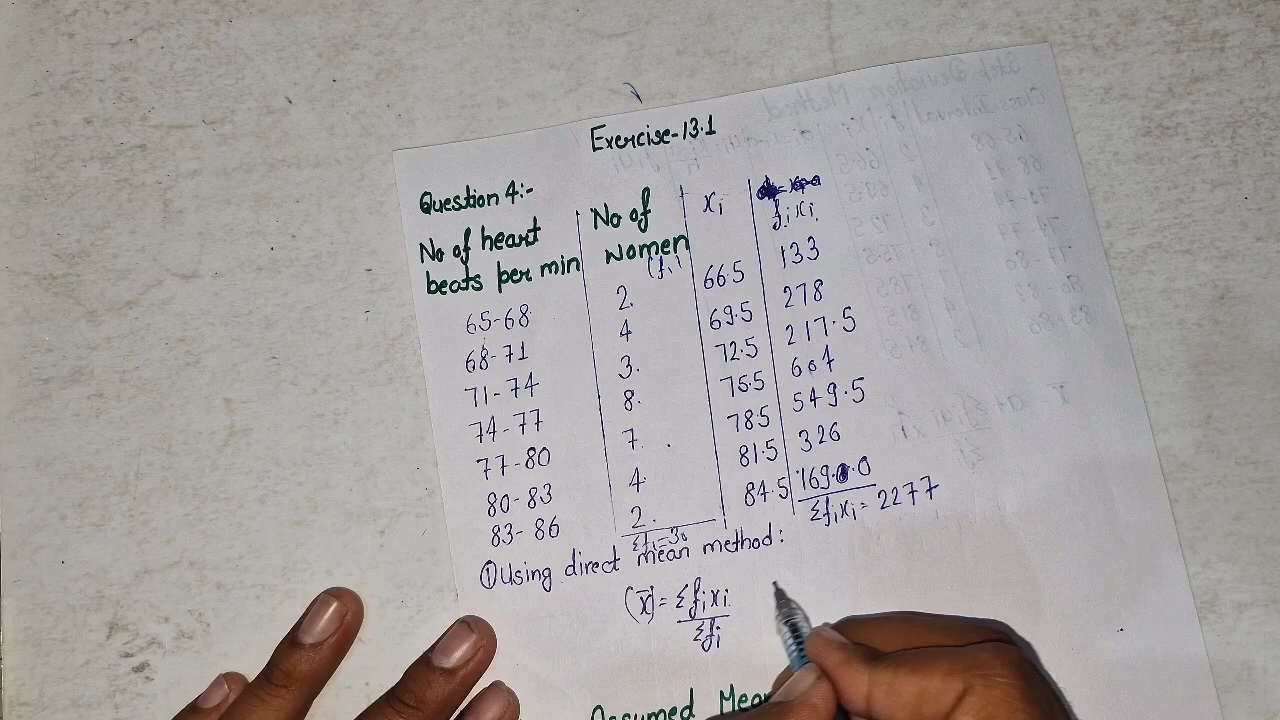 Exercise-13.1
Question 4:-
No of heart beats per min | No of women (fi) | xi | fixi
65-68 | 2. | 66.5 | 133
68-71 | 4 | 69.5 | 278
71-74 | 3. | 72.5 | 217.5
74-77 | 8. | 75.5 | 604
77-80 | 7. | 78.5 | 549.5
80-83 | 4. | 81.5 | 326
83-86 | 2. | 84.5 | 169.0
Σfi=30 | Σfixi=2277
① Using direct mean method:
(x̄)= Σfixi / Σfi
Assumed Mean